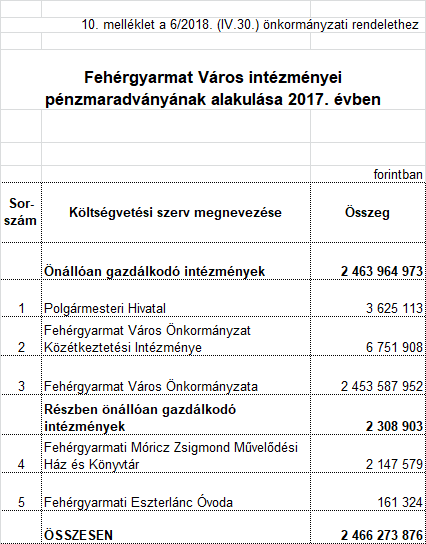 10. melléklet a 6/2018. (IV.30.) önkormányzati rendelethez
Fehérgyarmat Város intézményei
pénzmaradványának alakulása 2017. évben
forintban
Sor-
szám
Költségvetési szerv megnevezése
Összeg
Önállóan gazdálkodó intézmények 2 463 964 973
1 Polgármesteri Hivatal 3 625 113
Fehérgyarmat Város Önkormányzat
2 Közétkeztetési Intézménye 6 751 908
3 Fehérgyarmat Város Önkormányzata 2 453 587 952
Részben önállóan gazdálkodó
intézmények 2 308 903
Fehérgyarmati Móricz Zsigmond Művelődési
4 Ház és Könyvtár 2 147 579
5 Fehérgyarmati Eszterlánc Óvoda 161 324
ÖSSZESEN 2 466 273 876